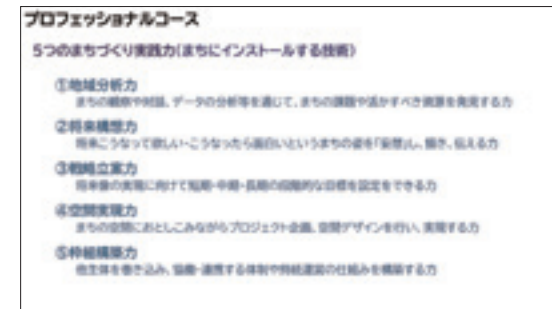 プロフェッショナルコース
5つのまちづくり実践力(まちにインストールする技術)
①地域分析力
まちの観察や対話、データの分析等を通じて、まちの課題や活かすべき資源を発見する力
②将来構想力
将来こうなって欲しい・こうなったら面白いというまちの姿を「妄想」し、描き、伝える力
③戦略立案力
将来像の実現に向けて短期・中期・長期の段階的な目標を設定をできる力
④空間実現力
まちの空間におとしこみながらプロジェクト企画、空間デザインを行い、実現する力
⑤枠組構築力
他主体を巻き込み、協働・連携する体制や持続運営の仕組みを構築する力